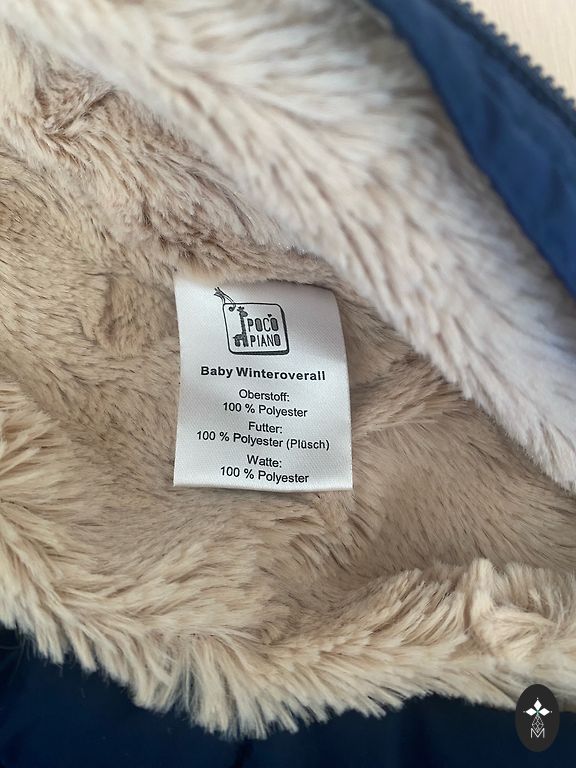 POCO
PIANO
Baby Winteroverall
Oberstoff:
100 % Polyester
Futter:
100 % Polyester (Plüsch)
Watte:
100 % Polyester
M